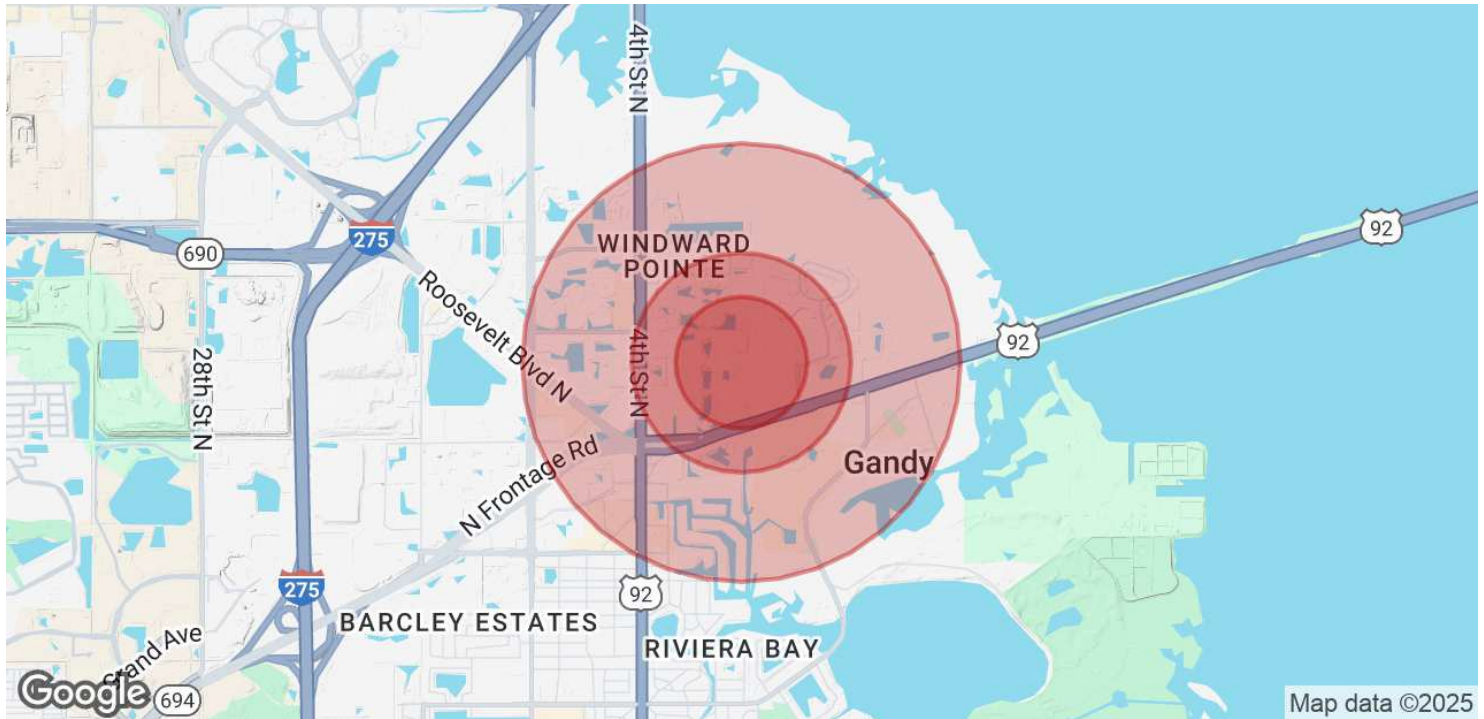 4th St N
92
690
275
WINDWARD
POINTE
Roosevelt Blvd N
4th St N
92
28th St N
N Frontage Rd
Gandy
275
92
BARCLEY ESTATES
RIVIERA BAY
Grand Ave
Google
694
Map data ©2025